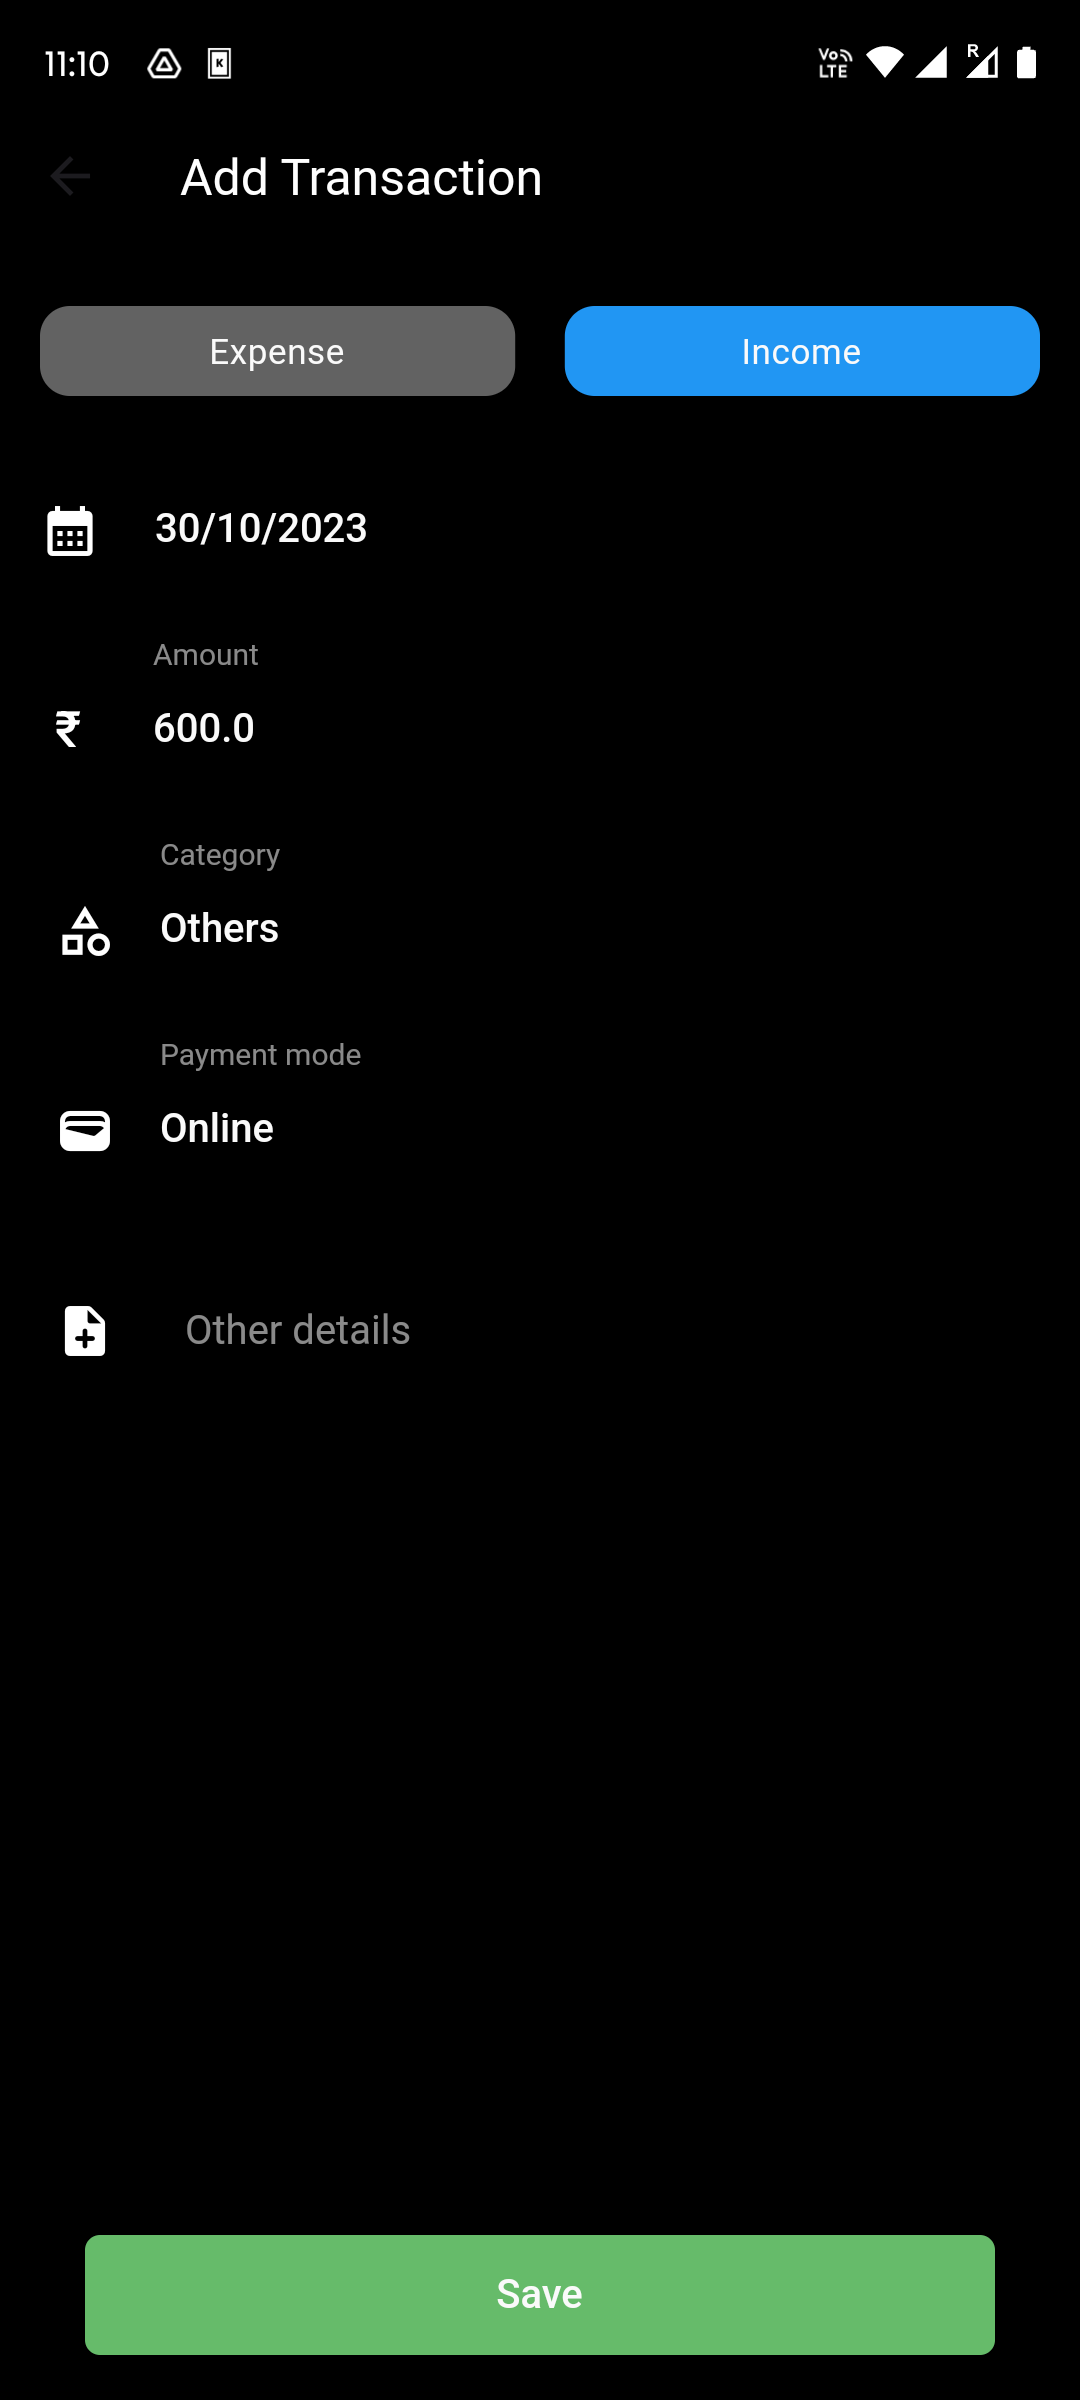 11:10
K
Vo
LTE
R
Add Transaction
Expense
Income
30/10/2023
Amount
₹
600.0
Category
Others
Payment mode
Online
Other details
Save